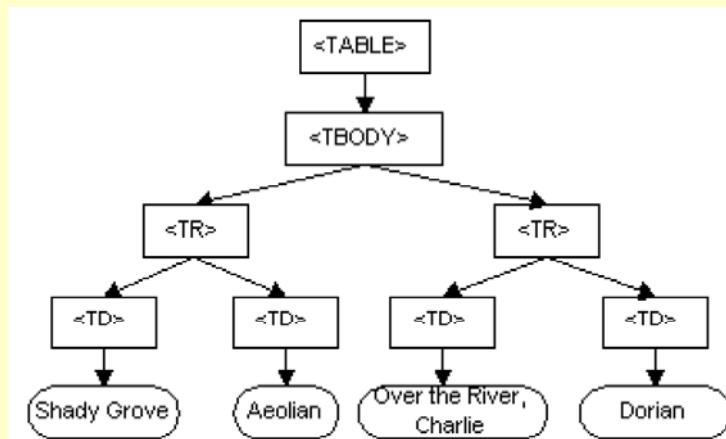 <TABLE>
<TBODY>
<TR>
<TR>
<TD>
<TD>
<TD>
<TD>
Shady Grove
Aeolian
Over the River,
Charlie
Dorian